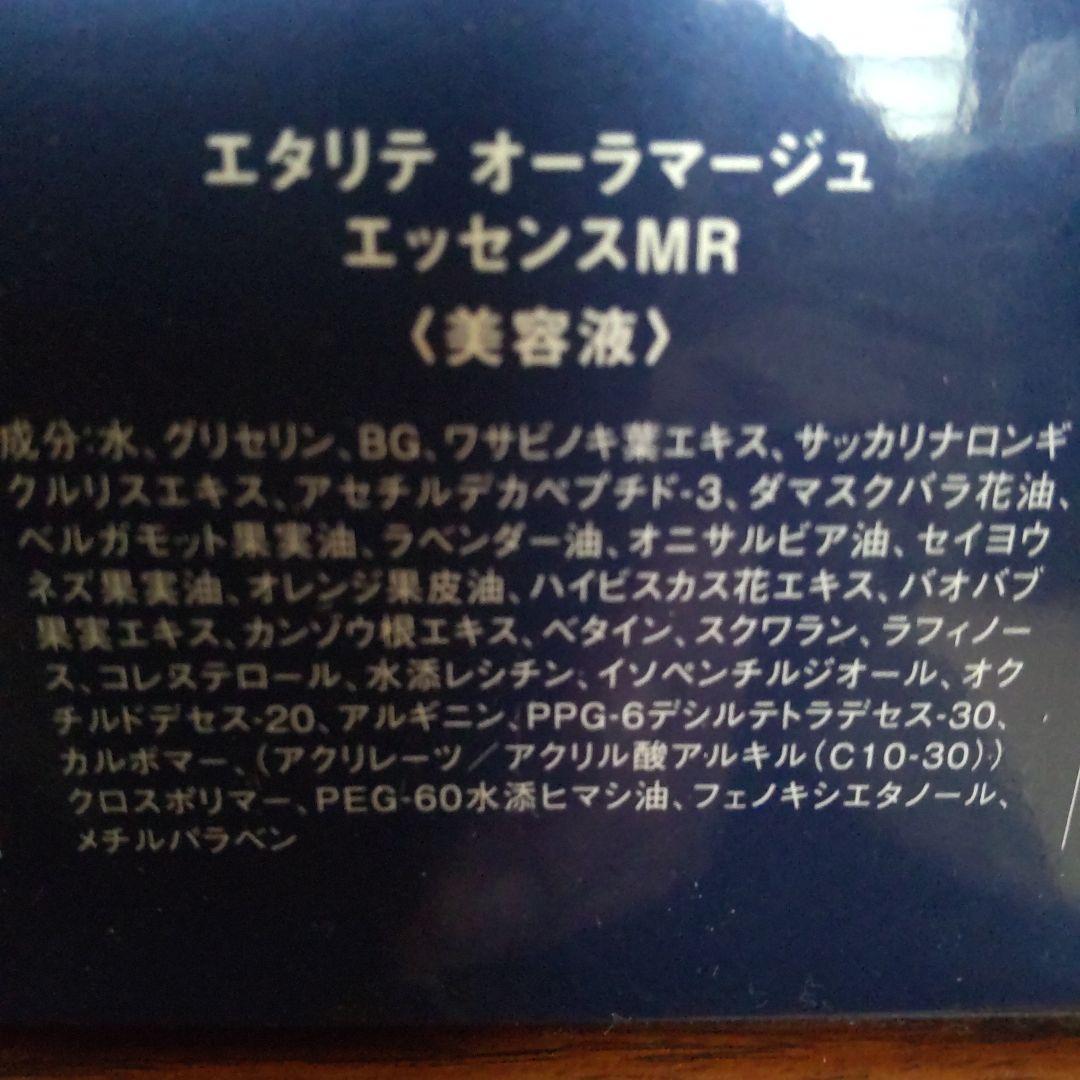 エタリテ オーラマージュ
エッセンスMR
〈美容液〉
成分:水、グリセリン、BG、ワサビノキ葉エキス、サッカリナロンギ
クルリスエキス、アセチルデカペプチド-3、ダマスクバラ花油、
ベルガモット果実油、ラベンダー油、オニサルビア油、セイヨウ
ネズ果実油、オレンジ果皮油、ハイビスカス花エキス、バオバブ
果実エキス、カンゾウ根エキス、ベタイン、スクワラン、ラフィノー
ス、コレステロール、水添レシチン、イソペンチルジオール、オク
チルドデセス-20、アルギニン、PPG-6デシルテトラデセス-30、
カルボマー、(アクリレーツ/アクリル酸アルキル(C10-30))
クロスポリマー、PEG-60水添ヒマシ油、フェノキシエタノール、
メチルパラベン